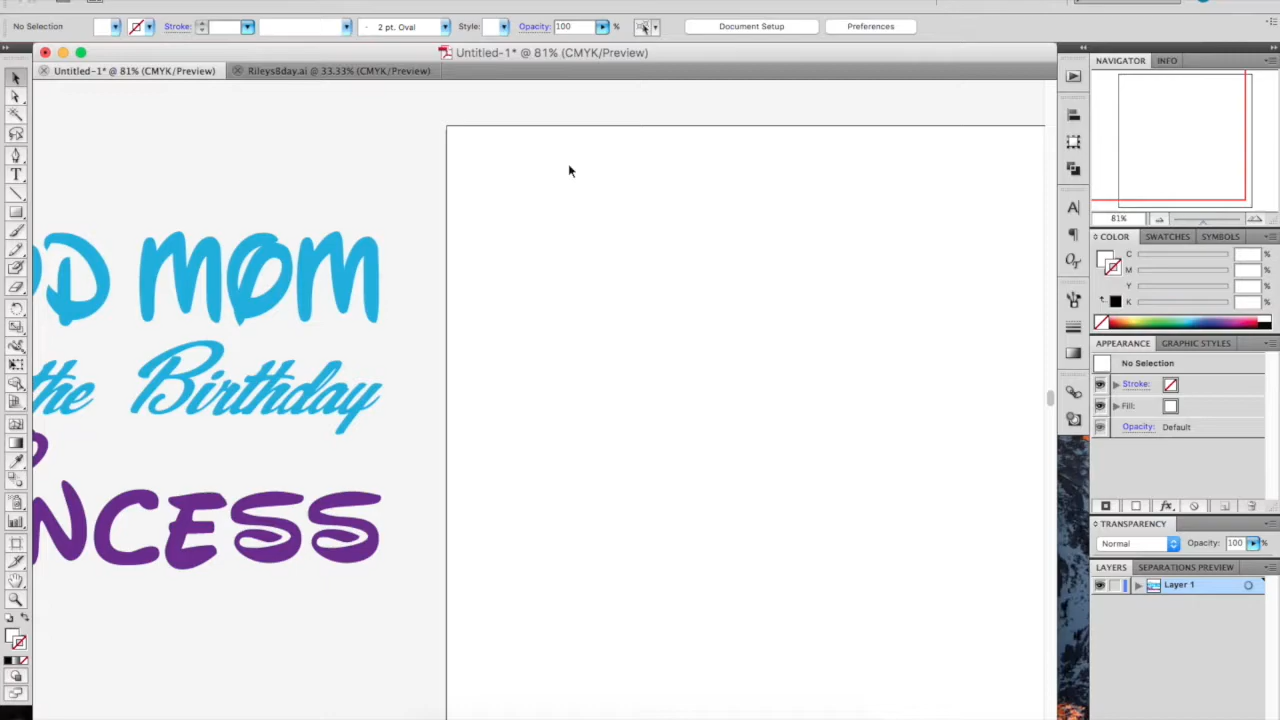 No Selection Stroke: 2 pt. Oval Style: Opacity: 100 % Document Setup Preferences
Untitled-1* @ 81% (CMYK/Preview)
Untitled-1* @ 81% (CMYK/Preview) Rileys8day.ai @ 33.33% (CMYK/Preview)
NAVIGATOR INFO
81%
COLOR SWATCHES SYMBOLS
C %
M %
Y %
K %
APPEARANCE GRAPHIC STYLES
No Selection
Stroke:
Fill:
Opacity: Default
fx
TRANSPARENCY
Normal Opacity: 100 %
LAYERS SEPARATIONS PREVIEW
Layer 1
OD MOM
the Birthday
NCESS